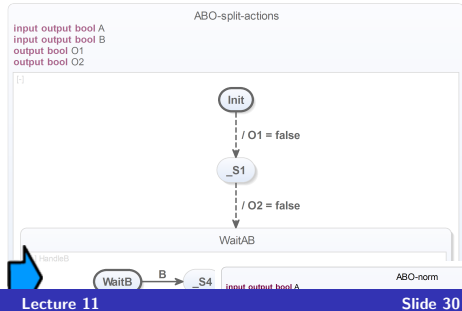 ABO-split-actions
input output bool A
input output bool B
output bool O1
output bool O2
[-]
Init
/ O1 = false
_S1
/ O2 = false
WaitAB
HandleB
WaitB B _S4
ABO-norm
input output bool A
Lecture 11 Slide 30